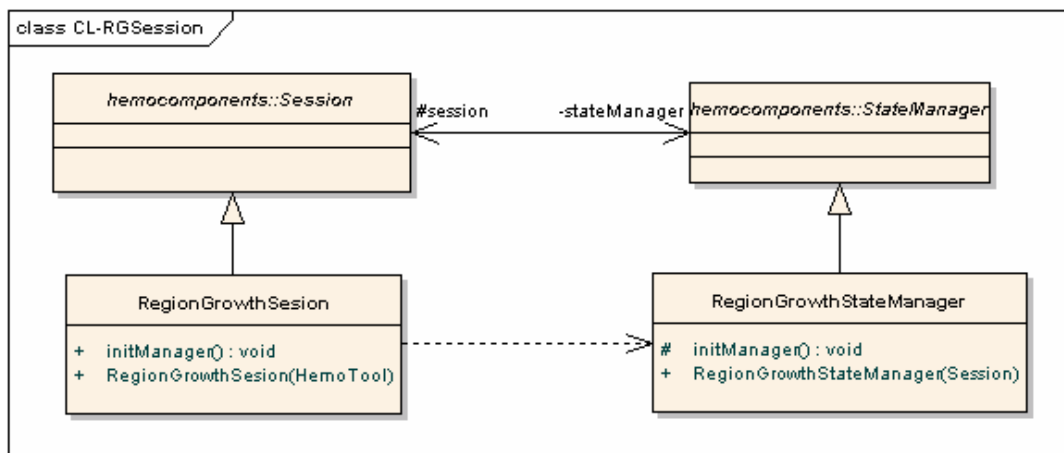 class CL-RGSession
hemocomponents::Session
#session
-stateManager
hemocomponents::StateManager
RegionGrowthSesion
+ initManager() : void
+ RegionGrowthSesion(HemoTool)
RegionGrowthStateManager
# initManager() : void
+ RegionGrowthStateManager(Session)